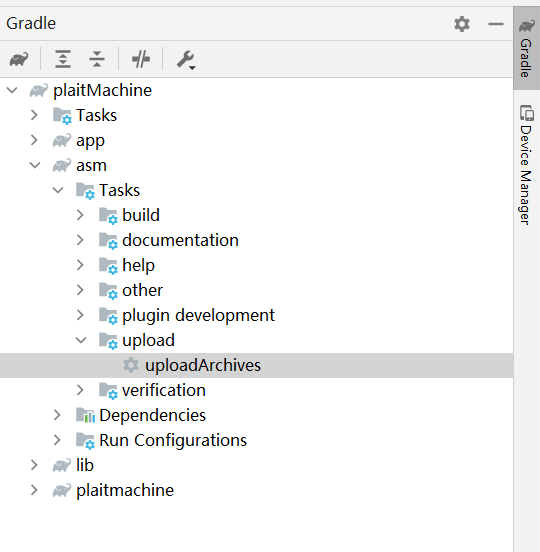 Gradle
plaitMachine
Tasks
app
asm
Tasks
build
documentation
help
other
plugin development
upload
uploadArchives
verification
Dependencies
Run Configurations
lib
plaitmachine
Gradle
Device Manager